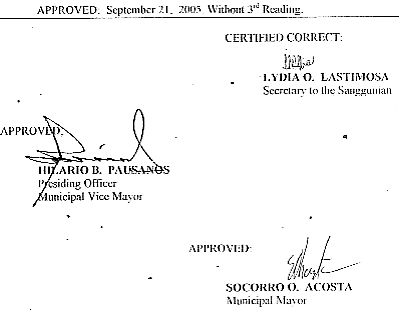 APPROVED: September 21, 2005. Without 3rd Reading.
CERTIFIED CORRECT:
LYDIA O. LASTIMOSA
Secretary to the Sanggunian
APPROVED:
HILARIO B. PAUSANOS
Presiding Officer
Municipal Vice Mayor
APPROVED:
SOCORRO O. ACOSTA
Municipal Mayor